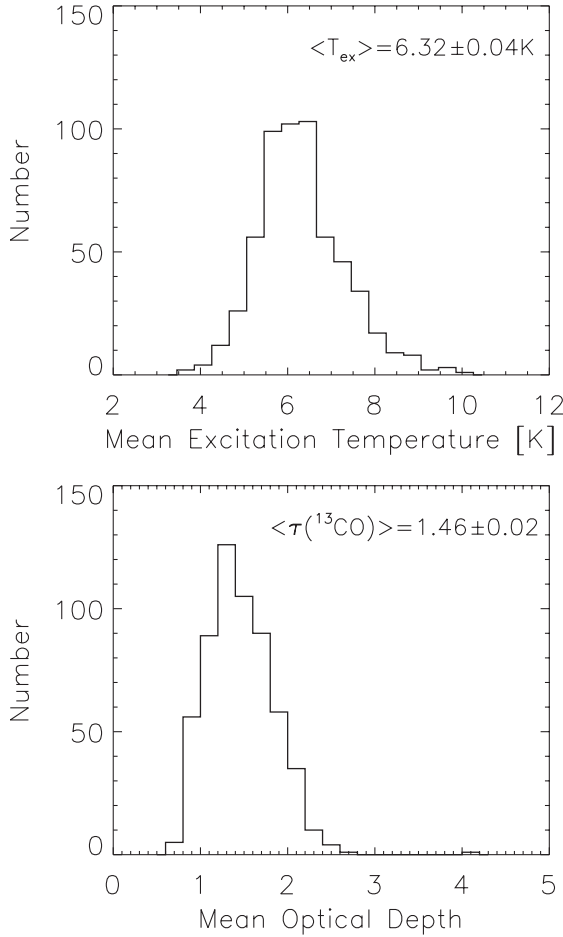 150
<T_ex>=6.32±0.04K
100
Number
50
0
2 4 6 8 10 12
Mean Excitation Temperature [K]
150
<τ(¹³CO)>=1.46±0.02
100
Number
50
0
0 1 2 3 4 5
Mean Optical Depth